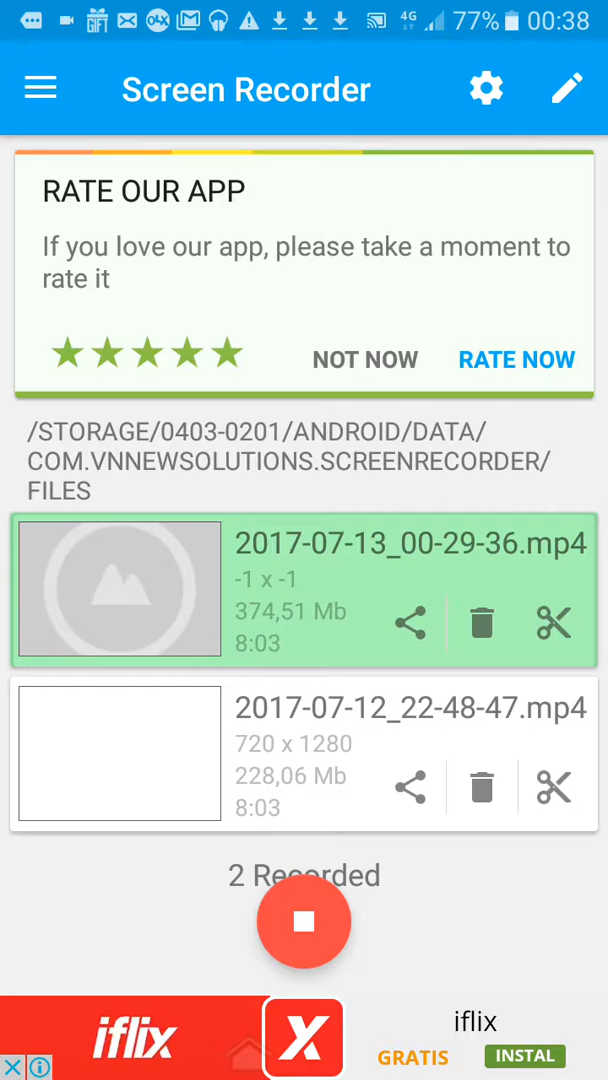 4G 77% 00:38
Screen Recorder
RATE OUR APP
If you love our app, please take a moment to
rate it
NOT NOW RATE NOW
/STORAGE/0403-0201/ANDROID/DATA/
COM.VNNEWSOLUTIONS.SCREENRECORDER/
FILES
2017-07-13_00-29-36.mp4
-1 x -1
374,51 Mb
8:03
2017-07-12_22-48-47.mp4
720 x 1280
228,06 Mb
8:03
2 Recorded
iflix
X
iflix
GRATIS INSTAL